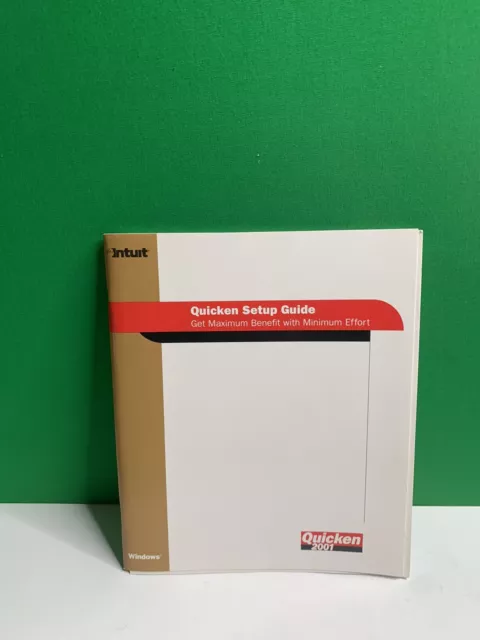 Intuit
Quicken Setup Guide
Get Maximum Benefit with Minimum Effort
Quicken
2001
Windows